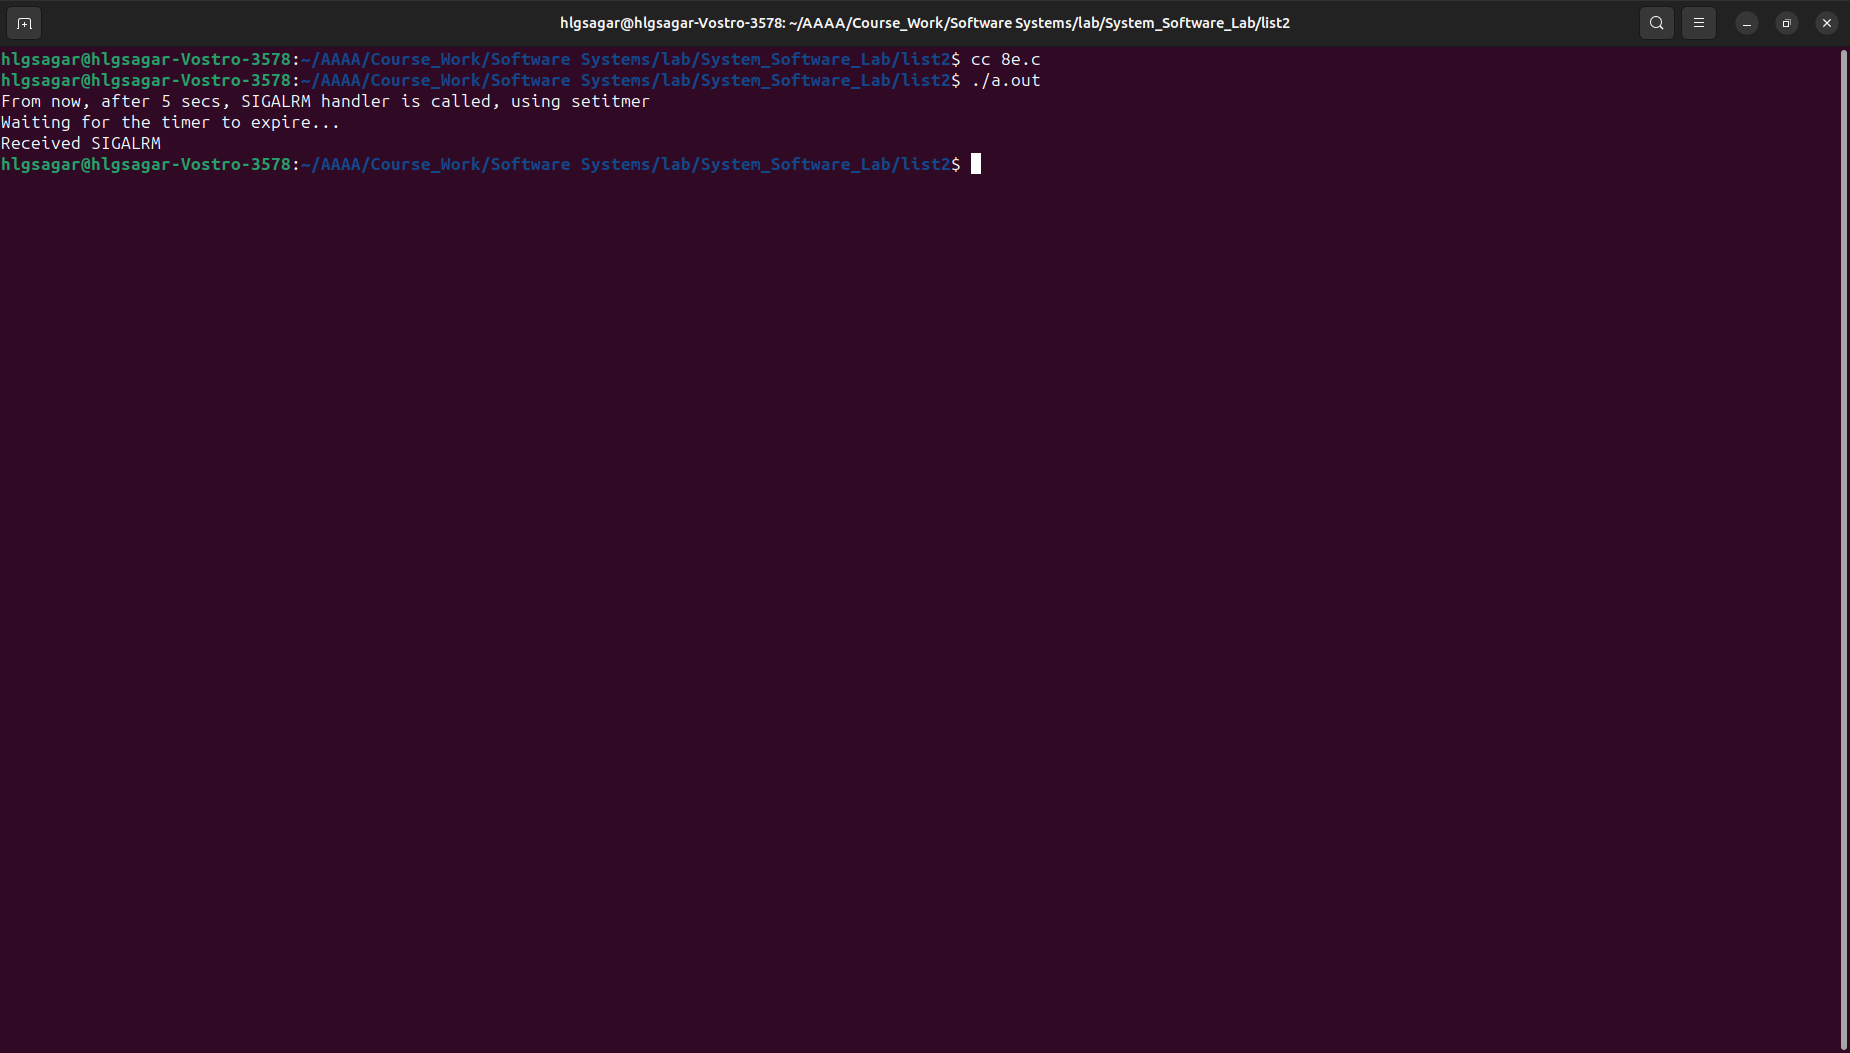 hlgsagar@hlgsagar-Vostro-3578: ~/AAAA/Course_Work/Software Systems/lab/System_Software_Lab/list2
hlgsagar@hlgsagar-Vostro-3578:~/AAAA/Course_Work/Software Systems/lab/System_Software_Lab/list2$ cc 8e.c
hlgsagar@hlgsagar-Vostro-3578:~/AAAA/Course_Work/Software Systems/lab/System_Software_Lab/list2$ ./a.out
From now, after 5 secs, SIGALRM handler is called, using setitmer
Waiting for the timer to expire...
Received SIGALRM
hlgsagar@hlgsagar-Vostro-3578:~/AAAA/Course_Work/Software Systems/lab/System_Software_Lab/list2$